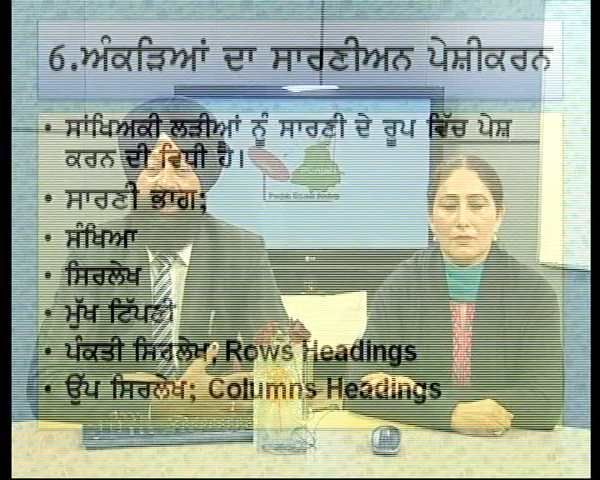 6.ਅੰਕੜਿਆਂ ਦਾ ਸਾਰਣੀਅਨ ਪੇਸ਼ੀਕਰਨ
• ਸਾਂਖਿਅਕੀ ਲੜੀਆਂ ਨੂੰ ਸਾਰਣੀ ਦੇ ਰੂਪ ਵਿੱਚ ਪੇਸ਼
ਕਰਨ ਦੀ ਵਿਧੀ ਹੈ।
• ਸਾਰਣੀ ਭਾਗ;
• ਸੰਖਿਆ
• ਸਿਰਲੇਖ
• ਮੁੱਖ ਟਿੱਪਣੀ
• ਪੰਕਤੀ ਸਿਰਲੇਖ; Rows Headings
• ਉੱਪ ਸਿਰਲੇਖ; Columns Headings